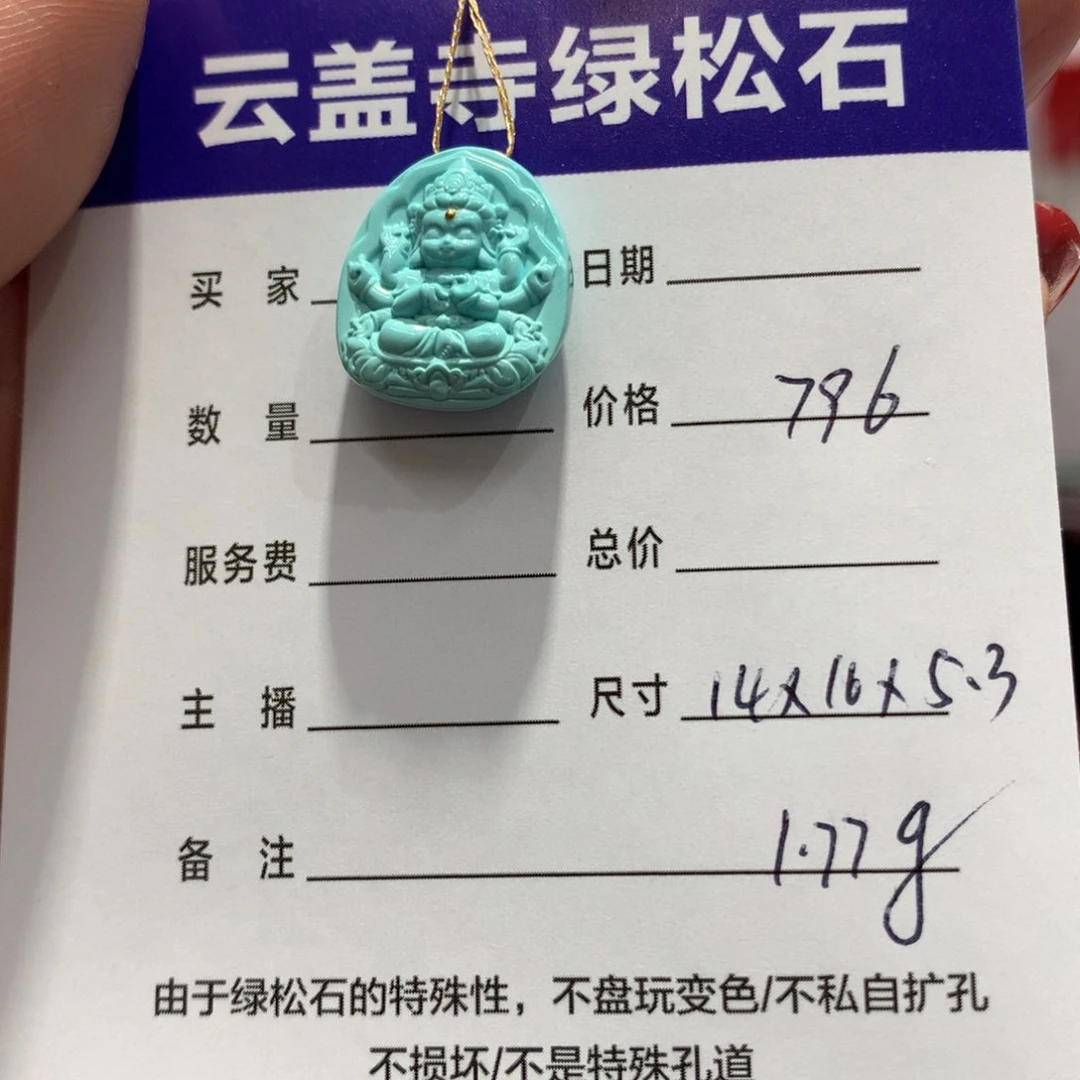 云盖寺绿松石
买 家 日期
数 量 价格 796
服务费 总价
主 播 尺寸 14x16x5.3
备 注 1.77g
由于绿松石的特殊性，不盘玩变色/不私自扩孔
不损坏/不是特殊孔道